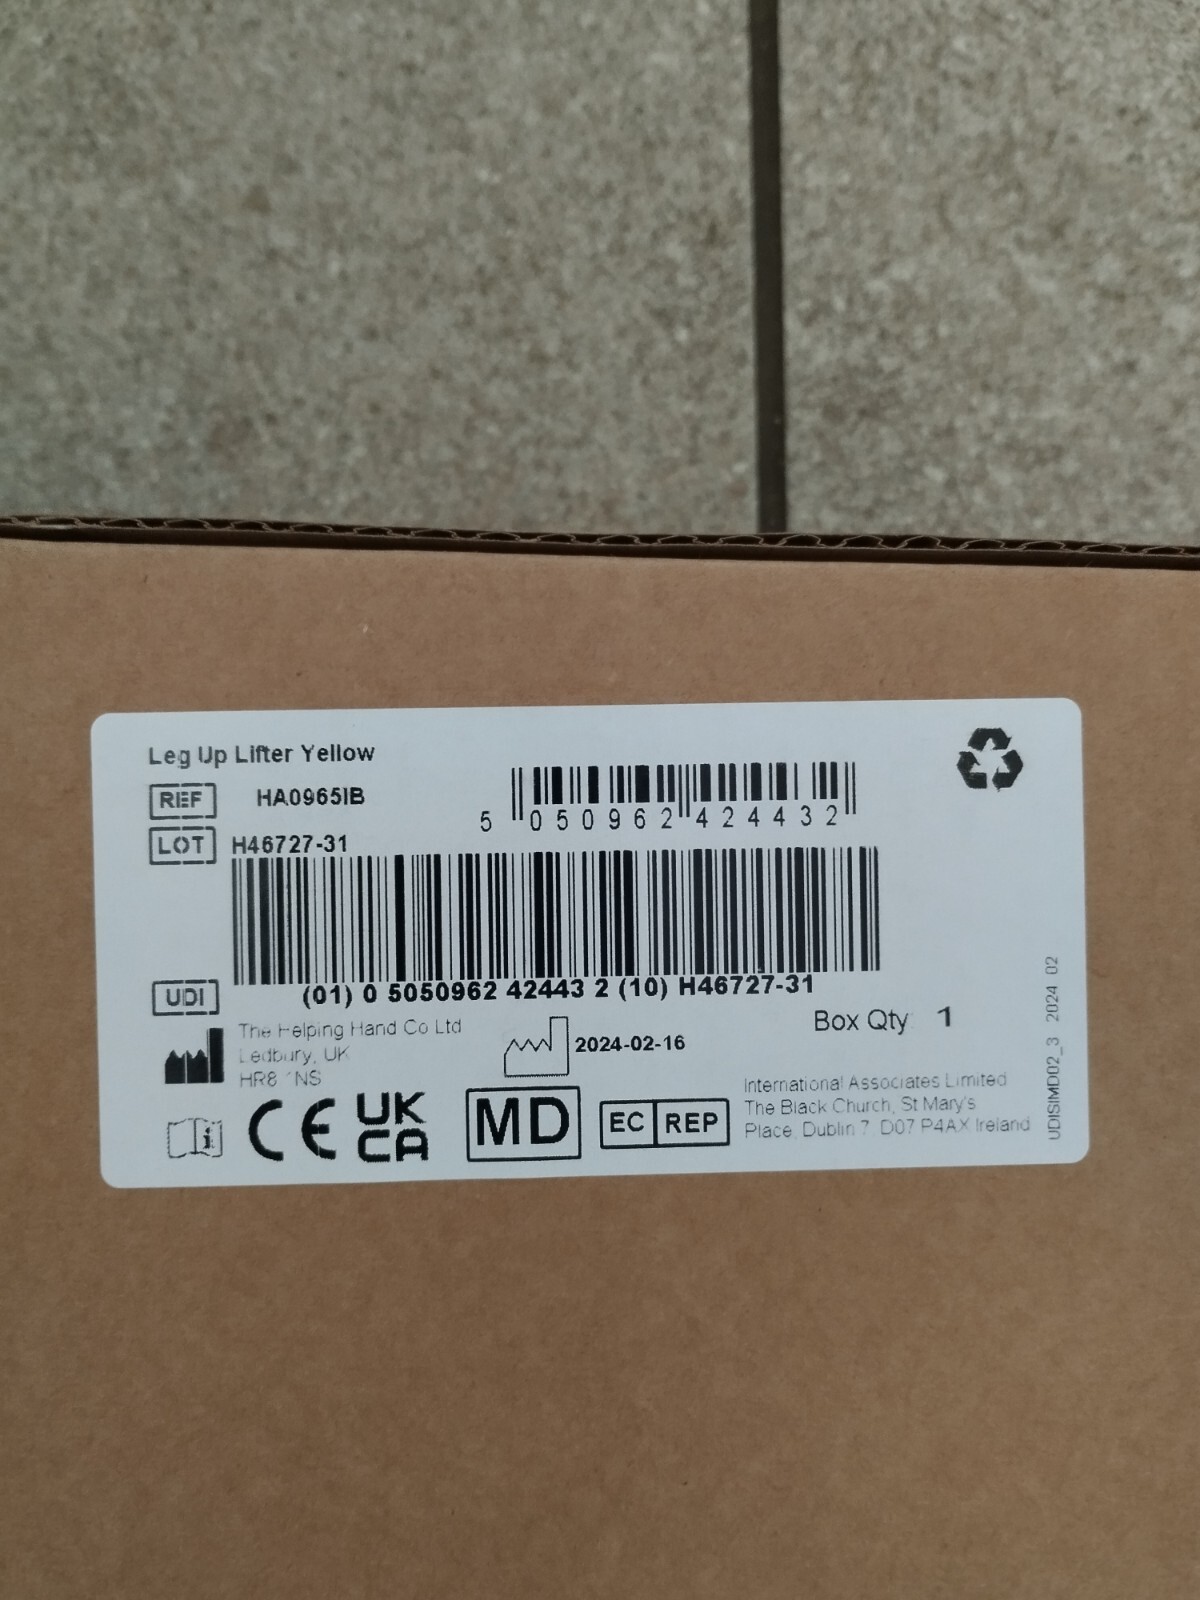 Leg Up Lifter Yellow
REF HA0965IB
5 050962 424432
LOT H46727-31
UDI (01) 0 5050962 42443 2 (10) H46727-31
The Helping Hand Co Ltd
Ledbury, UK
HR8 1NS
2024-02-16
Box Qty 1
CE
UK
CA
MD
EC REP
International Associates Limited
The Black Church, St Mary's
Place, Dublin 7, D07 P4AX Ireland
UDISIMD02_3 2024 02